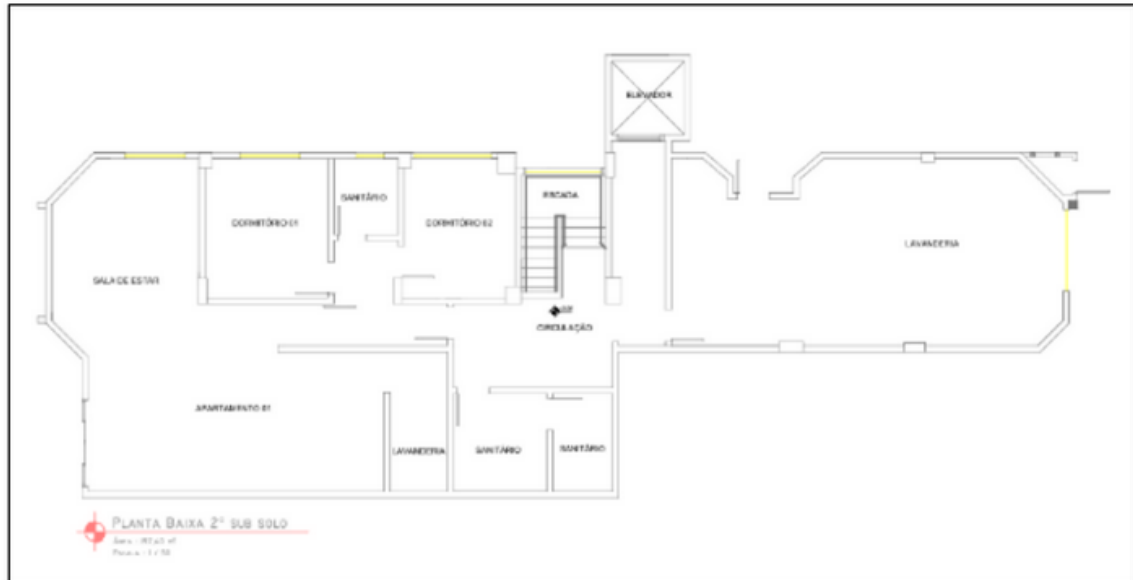 ELEVADOR
SANITÁRIO
ESCADA
DORMITÓRIO 01
DORMITÓRIO 02
LAVANDERIA
SALA DE ESTAR
CIRCULAÇÃO
APARTAMENTO 01
LAVANDERIA
SANITÁRIO
SANITÁRIO
PLANTA BAIXA 2º SUB SOLO